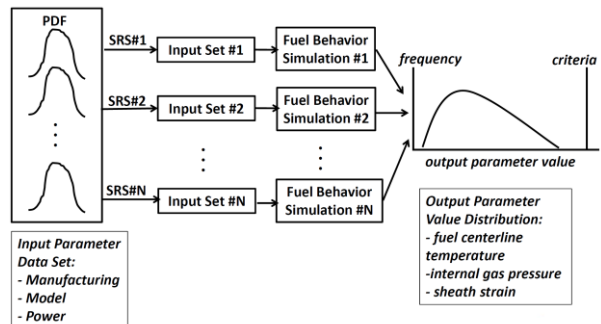 PDF
SRS#1
Input Set #1
Fuel Behavior
Simulation #1
SRS#2
Input Set #2
Fuel Behavior
Simulation #2
SRS#N
Input Set #N
Fuel Behavior
Simulation #N
frequency
criteria
output parameter value
Input Parameter
Data Set:
- Manufacturing
- Model
- Power
Output Parameter
Value Distribution:
- fuel centerline
temperature
-internal gas pressure
- sheath strain